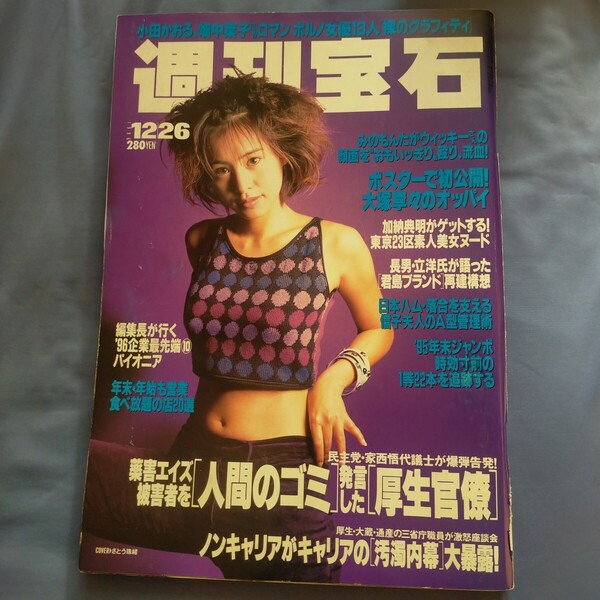 小田かおる、畑中葉子らロマンポルノ女優13人 裸のグラフィティ
週刊宝石
12 26
280YEN
みのもんたがウィッキーさんの
顔面を“おもいッきり”殴り、流血!
ポスターで初公開!
大塚寧々のオッパイ
加納典明がゲットする!
東京23区素人美女ヌード
長男・立洋氏が語った
[君島ブランド]再建構想
日本ハム・落合を支える
信子夫人のA型管理術
'95年末ジャンボ
時効寸前の
1等22本を追跡する
編集長が行く
'96企業最先端⑩
パイオニア
年末・年始も営業
食べ放題の店20選
民主党・家西悟代議士が爆弾告発!
薬害エイズ被害者を[人間のゴミ]発言した[厚生官僚]
厚生・大蔵・通産の三省庁職員が激怒座談会
ノンキャリアがキャリアの[汚濁内幕]大暴露!
COVER▶さとう珠緒